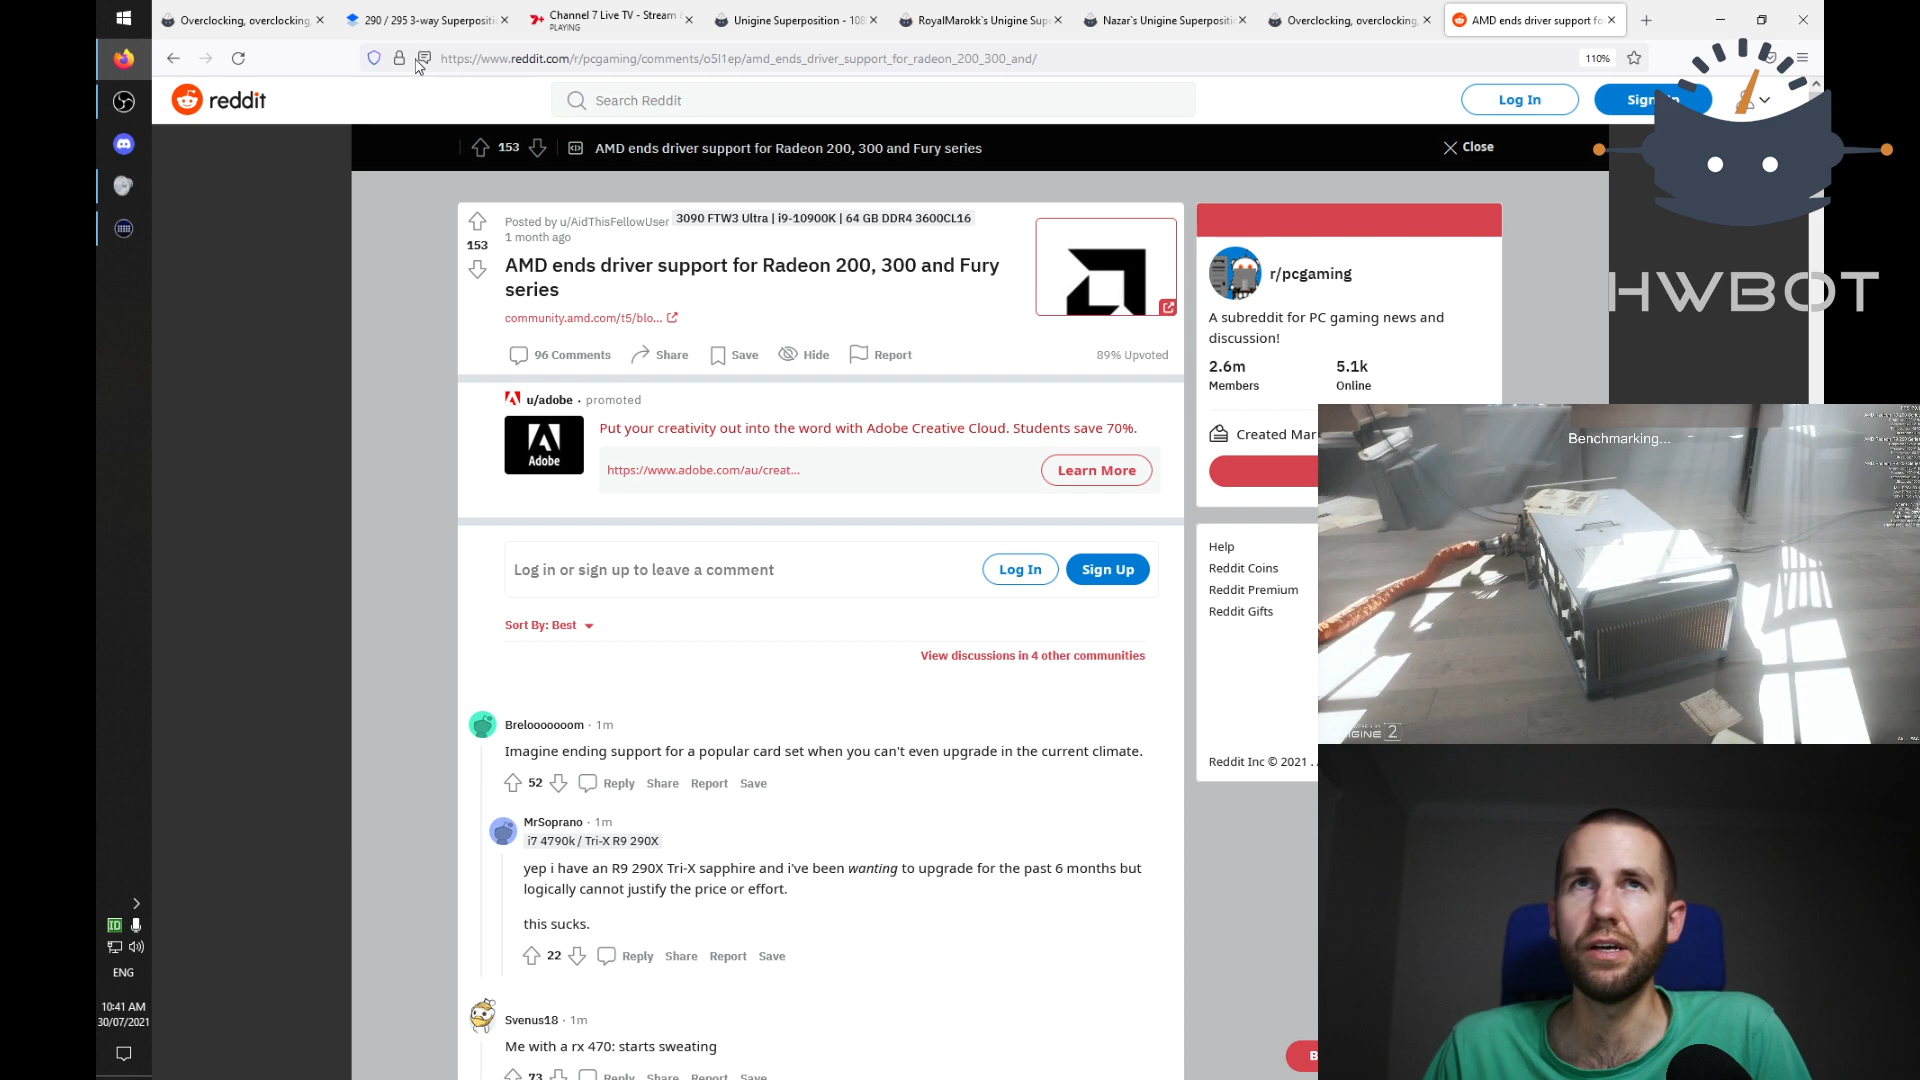 Overclocking, overclocking,
290 / 295 3-way Superpositi
Channel 7 Live TV - Stream
PLAYING
Unigine Superposition - 108
RoyalMarokk`s Unigine Sup
Nazar`s Unigine Superpositi
Overclocking, overclocking,
AMD ends driver support fo
https://www.reddit.com/r/pcgaming/comments/o5l1ep/amd_ends_driver_support_for_radeon_200_300_and/
110%
reddit
Search Reddit
Log In
Sign
153
AMD ends driver support for Radeon 200, 300 and Fury series
Close
HWBOT
Posted by u/AidThisFellowUser
3090 FTW3 Ultra | i9-10900K | 64 GB DDR4 3600CL16
1 month ago
153
AMD ends driver support for Radeon 200, 300 and Fury
series
community.amd.com/t5/blo...
96 Comments
Share
Save
Hide
Report
89% Upvoted
r/pcgaming
A subreddit for PC gaming news and
discussion!
2.6m
5.1k
Members
Online
Created Mar
u/adobe · promoted
Put your creativity out into the word with Adobe Creative Cloud. Students save 70%.
Adobe
https://www.adobe.com/au/creat...
Learn More
Log in or sign up to leave a comment
Log In
Sign Up
Sort By: Best
View discussions in 4 other communities
Help
Reddit Coins
Reddit Premium
Reddit Gifts
Reddit Inc © 2021 .
Benchmarking...
2
Brelooooooom · 1m
Imagine ending support for a popular card set when you can't even upgrade in the current climate.
52
Reply
Share
Report
Save
MrSoprano · 1m
i7 4790k / Tri-X R9 290X
yep i have an R9 290X Tri-X sapphire and i've been wanting to upgrade for the past 6 months but
logically cannot justify the price or effort.
this sucks.
22
Reply
Share
Report
Save
Svenus18 · 1m
Me with a rx 470: starts sweating
73
Reply
Share
Report
Save
B
ENG
10:41 AM
30/07/2021